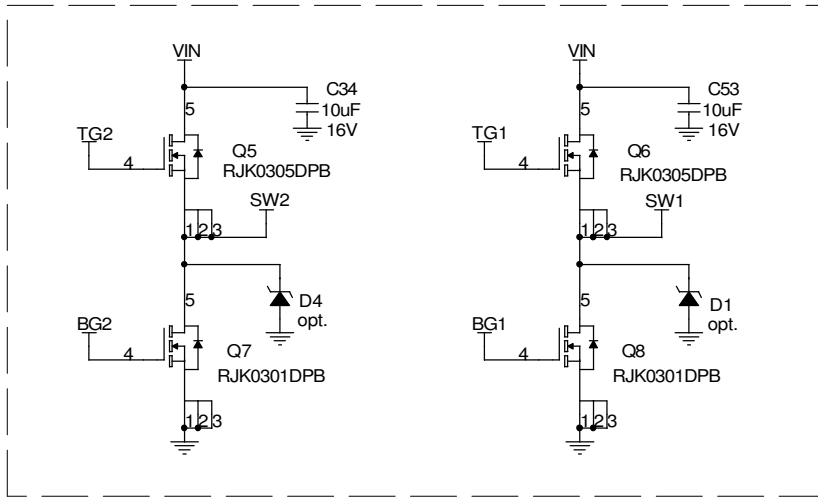 VIN
C34
10uF
16V
5
TG2
4
Q5
RJK0305DPB
SW2
1 2 3
5
D4
opt.
BG2
4
Q7
RJK0301DPB
1 2 3
VIN
C53
10uF
16V
5
TG1
4
Q6
RJK0305DPB
SW1
1 2 3
5
D1
opt.
BG1
4
Q8
RJK0301DPB
1 2 3